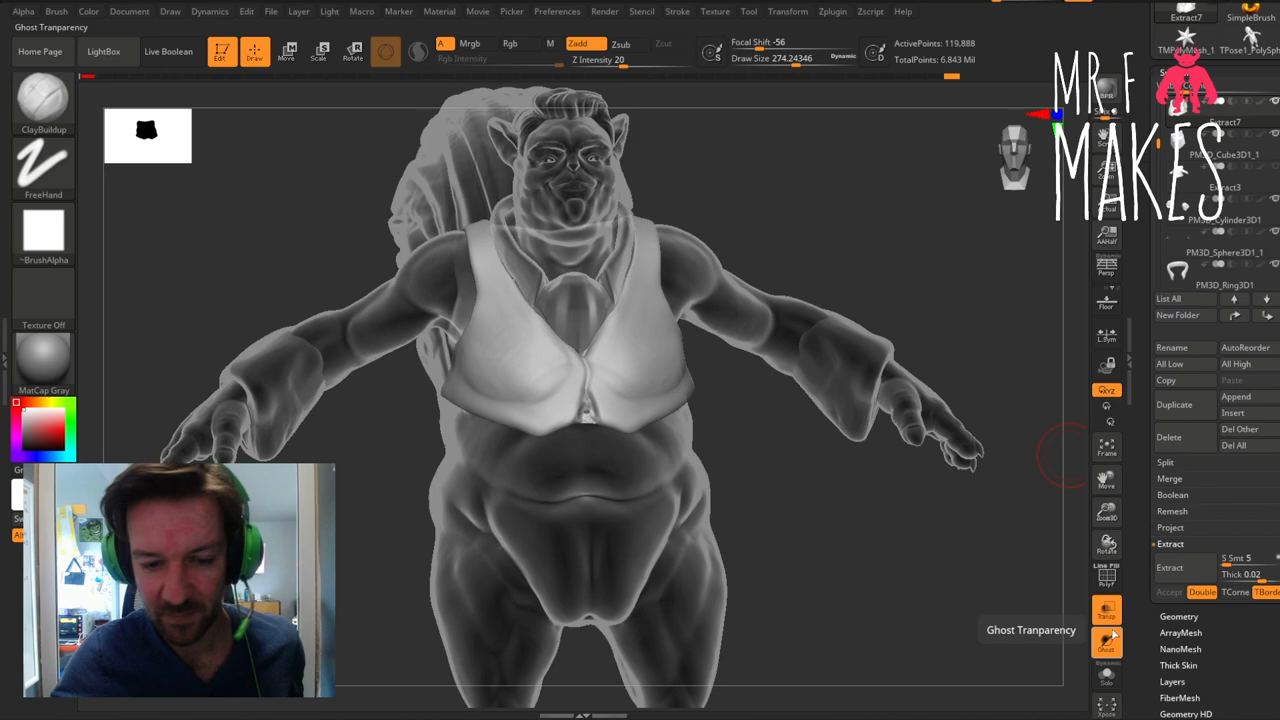 Alpha Brush Color Document Draw Dynamics Edit File Layer Light Macro Marker Material Movie Picker Preferences Render Stencil Stroke Texture Tool Transform Zplugin Zscript Help
Ghost Tranparency
Home Page LightBox Live Boolean Edit Draw Move Scale Rotate
A Mrgb Rgb M Zadd Zsub Zcut
Rgb Intensity Z Intensity 20
Focal Shift -56
Draw Size 274.24346 Dynamic
ActivePoints: 119,888
TotalPoints: 6.843 Mil
ClayBuildup
FreeHand
~BrushAlpha
Texture Off
MatCap Gray
MR F
MAKES
BPR
AAHalf
Dynamic
Persp
Floor
L.Sym
XYZ
Frame
Move
Zoom3D
Rotate
Line Fill
PolyF
Transp
Ghost
Dynamic
Solo
Xpose
Ghost Tranparency
Extract7 SimpleBrush
TMPolyMesh_1 TPose1_PolySp
Extract7
PM3D_Cube3D1_1
Extract3
PM3D_Cylinder3D1
PM3D_Sphere3D1_1
PM3D_Ring3D1
List All
New Folder
Rename AutoReorder
All Low All High
Copy Paste
Duplicate Append
Insert
Delete Del Other
Del All
Split
Merge
Boolean
Remesh
Project
Extract
Extract S Smt 5
Thick 0.02
Accept Double TCorne TBorde
Geometry
ArrayMesh
NanoMesh
Thick Skin
Layers
FiberMesh
Geometry HD